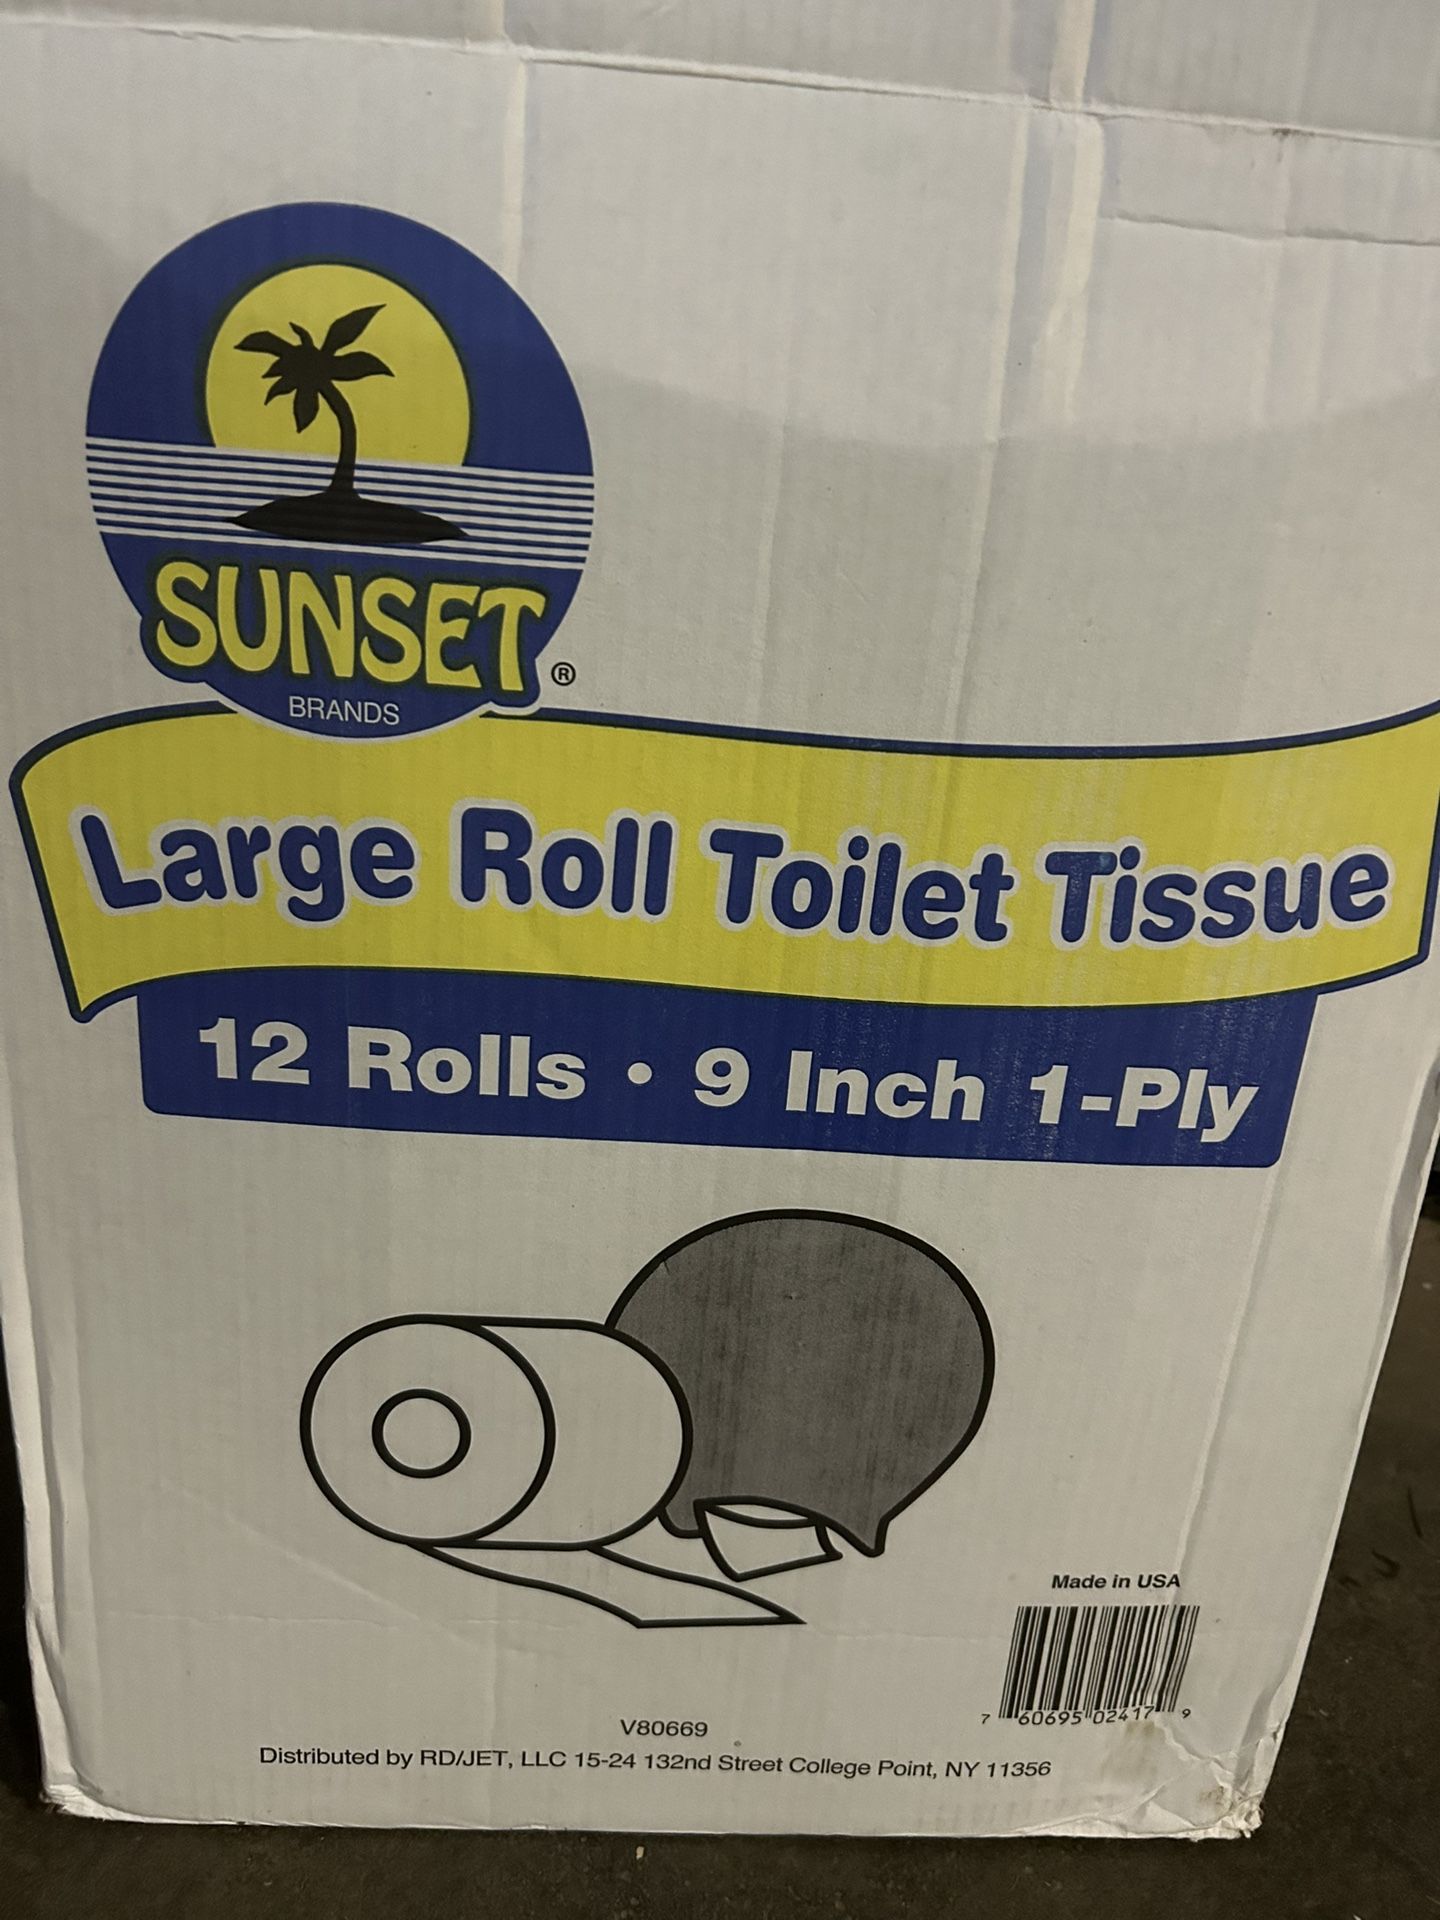 SUNSET ®
BRANDS
Large Roll Toilet Tissue
12 Rolls • 9 Inch 1-Ply
Made in USA
7 60695 02417 9
V80669
Distributed by RD/JET, LLC 15-24 132nd Street College Point, NY 11356